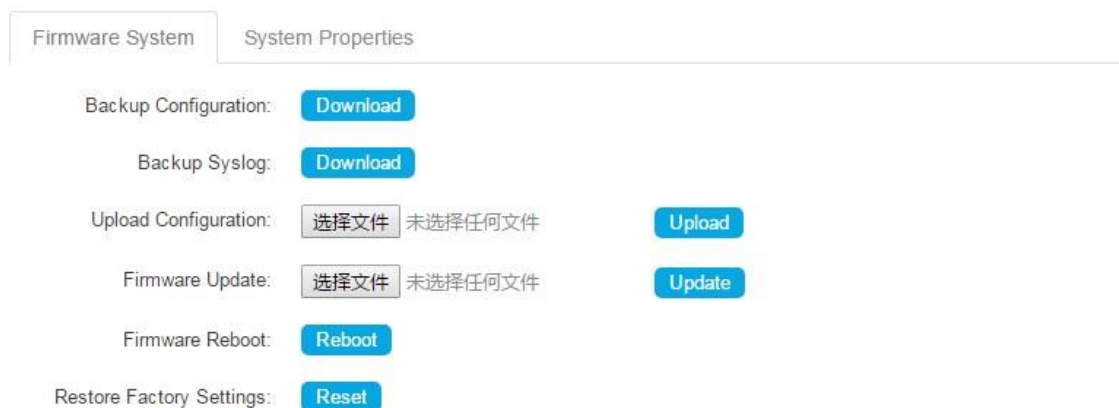 Firmware System System Properties
Backup Configuration: Download
Backup Syslog: Download
Upload Configuration: 选择文件 未选择任何文件 Upload
Firmware Update: 选择文件 未选择任何文件 Update
Firmware Reboot: Reboot
Restore Factory Settings: Reset